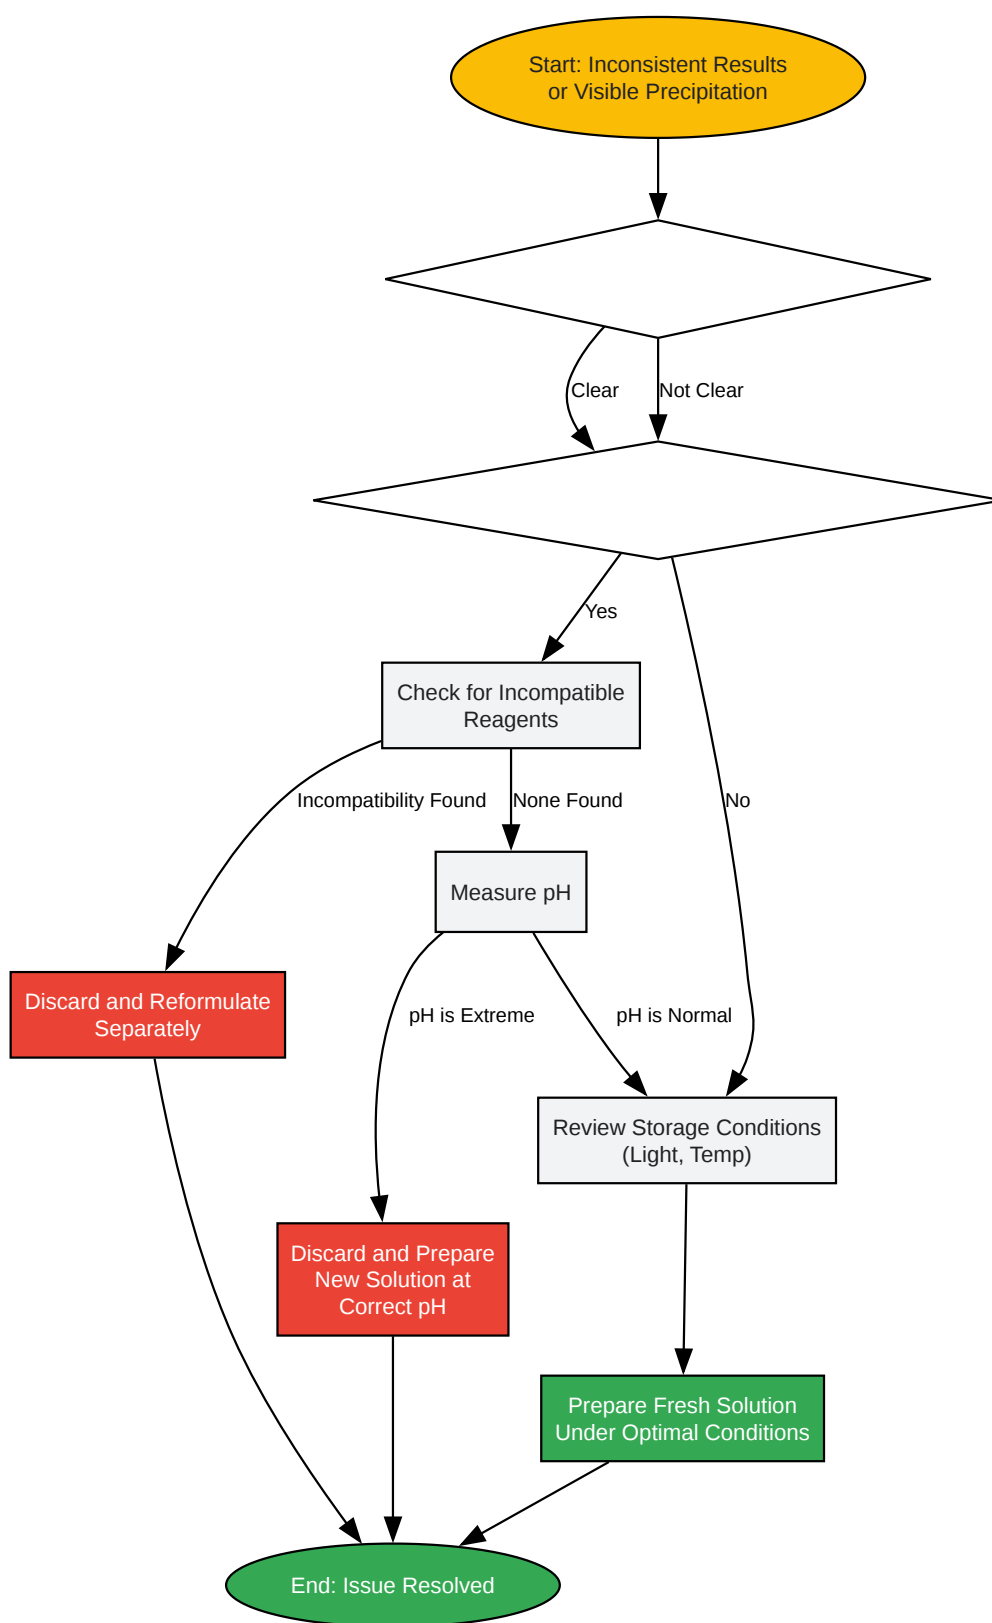 Start: Inconsistent Results
or Visible Precipitation
Clear
Not Clear
Yes
Check for Incompatible
Reagents
Incompatibility Found
None Found
No
Measure pH
Discard and Reformulate
Separately
pH is Extreme
pH is Normal
Review Storage Conditions
(Light, Temp)
Discard and Prepare
New Solution at
Correct pH
Prepare Fresh Solution
Under Optimal Conditions
End: Issue Resolved